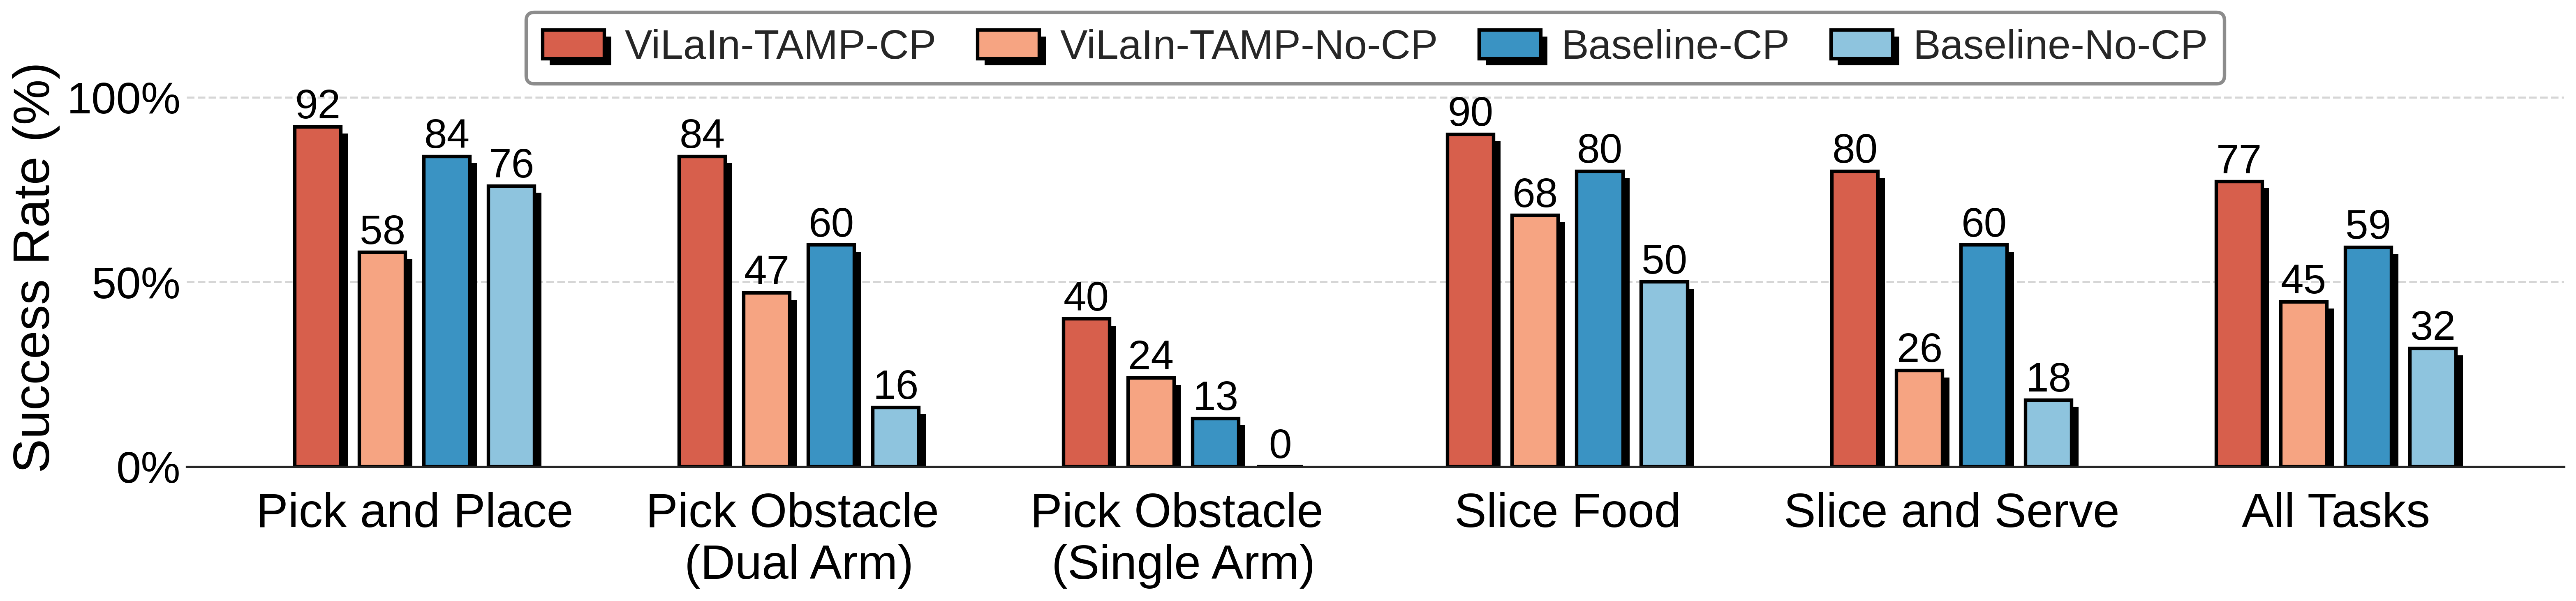 ViLaIn-TAMP-CP ViLaIn-TAMP-No-CP Baseline-CP Baseline-No-CP
Success Rate (%)
100%
50%
0%
92 58 84 76
84 47 60 16
40 24 13 0
90 68 80 50
80 26 60 18
77 45 59 32
Pick and Place
Pick Obstacle
(Dual Arm)
Pick Obstacle
(Single Arm)
Slice Food
Slice and Serve
All Tasks